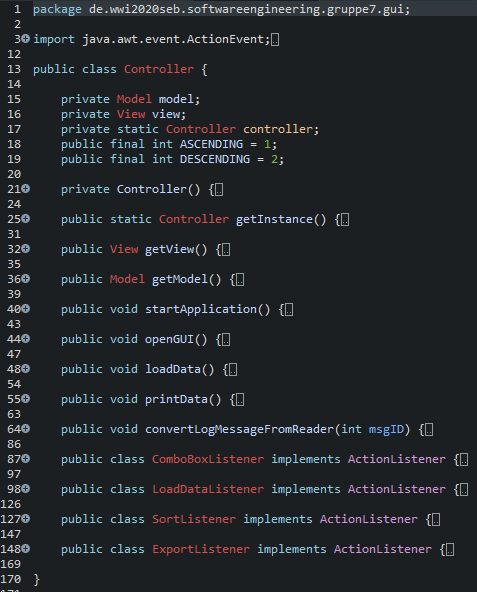 1 package de.wwi2020seb.softwareengineering.gruppe7.gui;
2
3 import java.awt.event.ActionEvent;
12
13 public class Controller {
14
15 private Model model;
16 private View view;
17 private static Controller controller;
18 public final int ASCENDING = 1;
19 public final int DESCENDING = 2;
20
21 private Controller() {
24
25 public static Controller getInstance() {
31
32 public View getView() {
35
36 public Model getModel() {
39
40 public void startApplication() {
43
44 public void openGUI() {
47
48 public void loadData() {
54
55 public void printData() {
63
64 public void convertLogMessageFromReader(int msgID) {
86
87 public class ComboBoxListener implements ActionListener {
97
98 public class LoadDataListener implements ActionListener {
126
127 public class SortListener implements ActionListener {
147
148 public class ExportListener implements ActionListener {
169
170 }
171